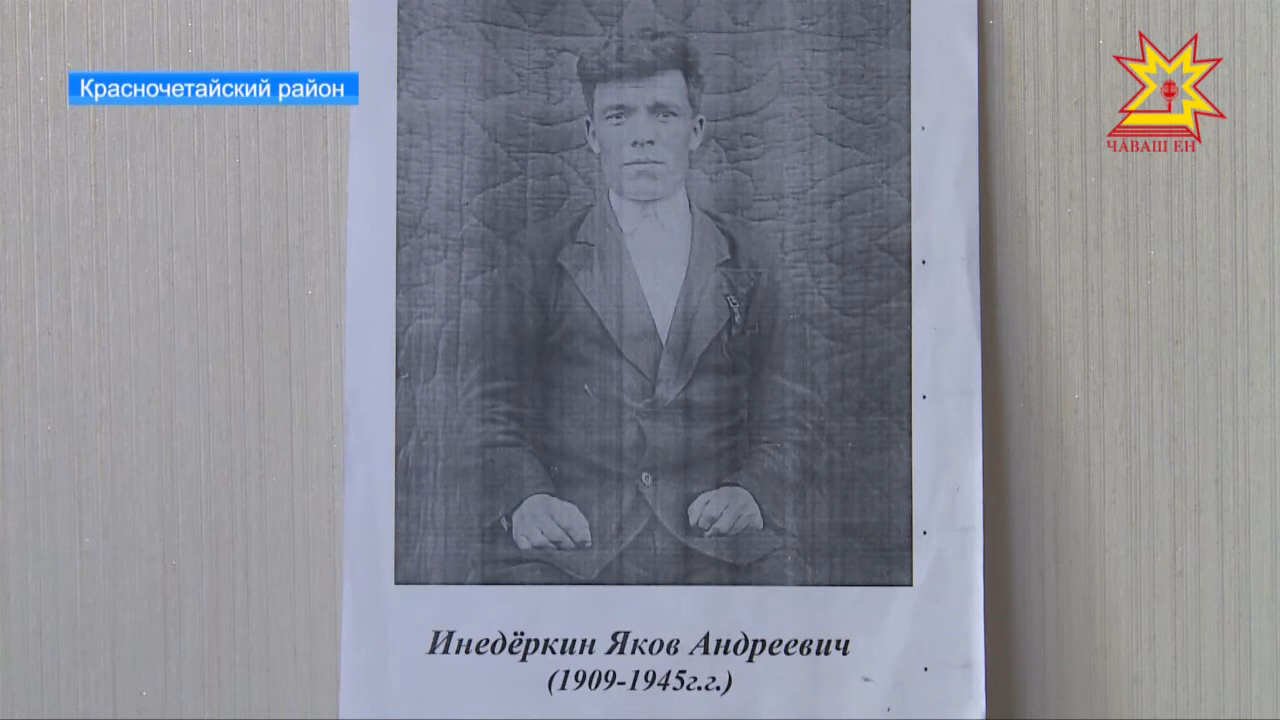 Красночетайский район
ЧĂВАШ ЕН
Инедёркин Яков Андреевич
(1909-1945г.г.)